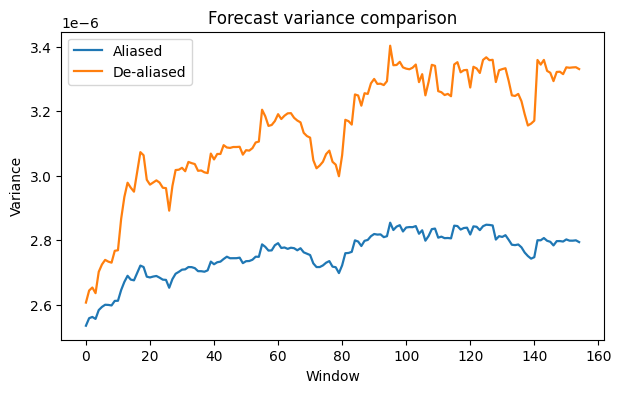 Forecast variance comparison
1e−6
Aliased
De-aliased
3.4
3.2
3.0
2.8
2.6
Variance
0 20 40 60 80 100 120 140 160
Window